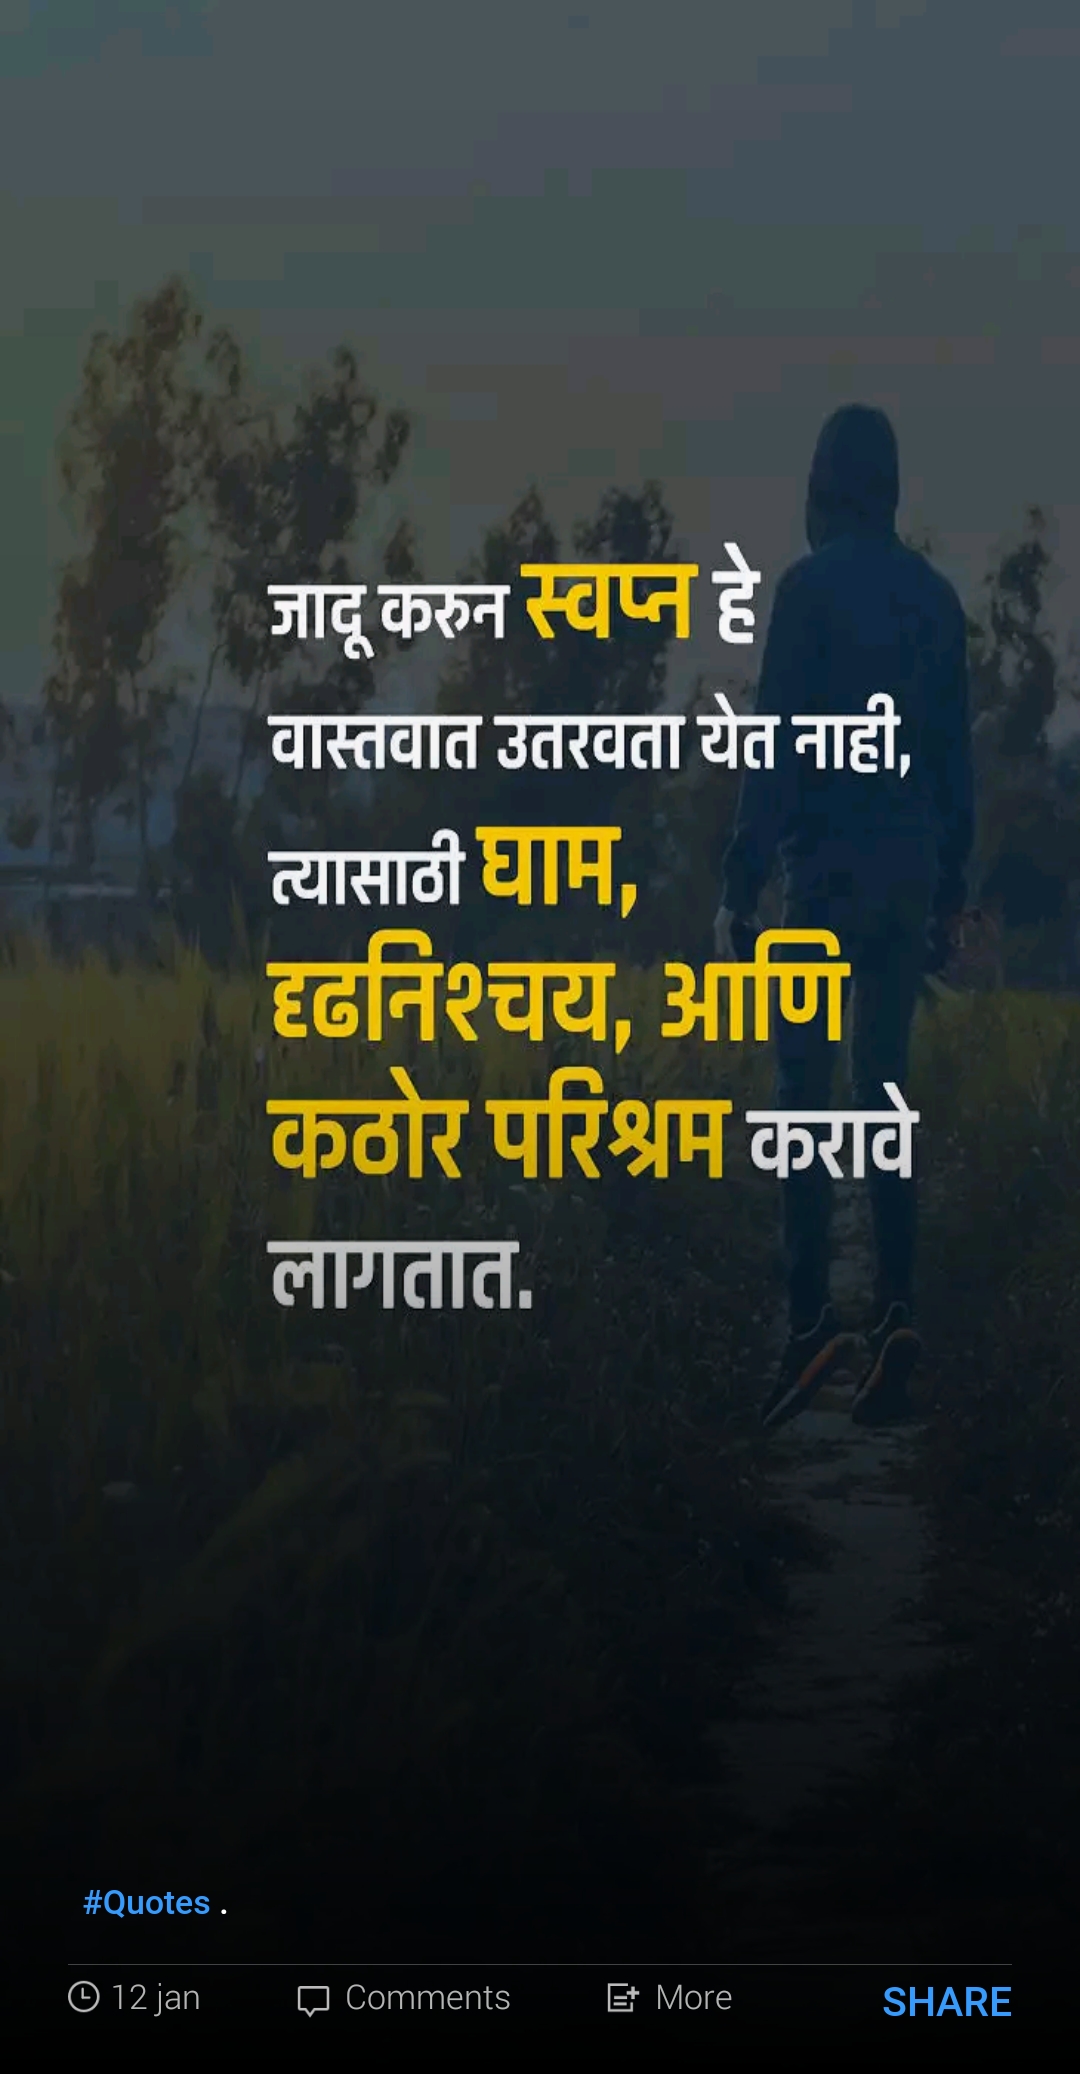 जादू करुन स्वप्न हे
वास्तवात उतरवता येत नाही,
त्यासाठी घाम,
दृढनिश्चय, आणि
कठोर परिश्रम करावे
लागतात.
#Quotes .
12 jan Comments More SHARE